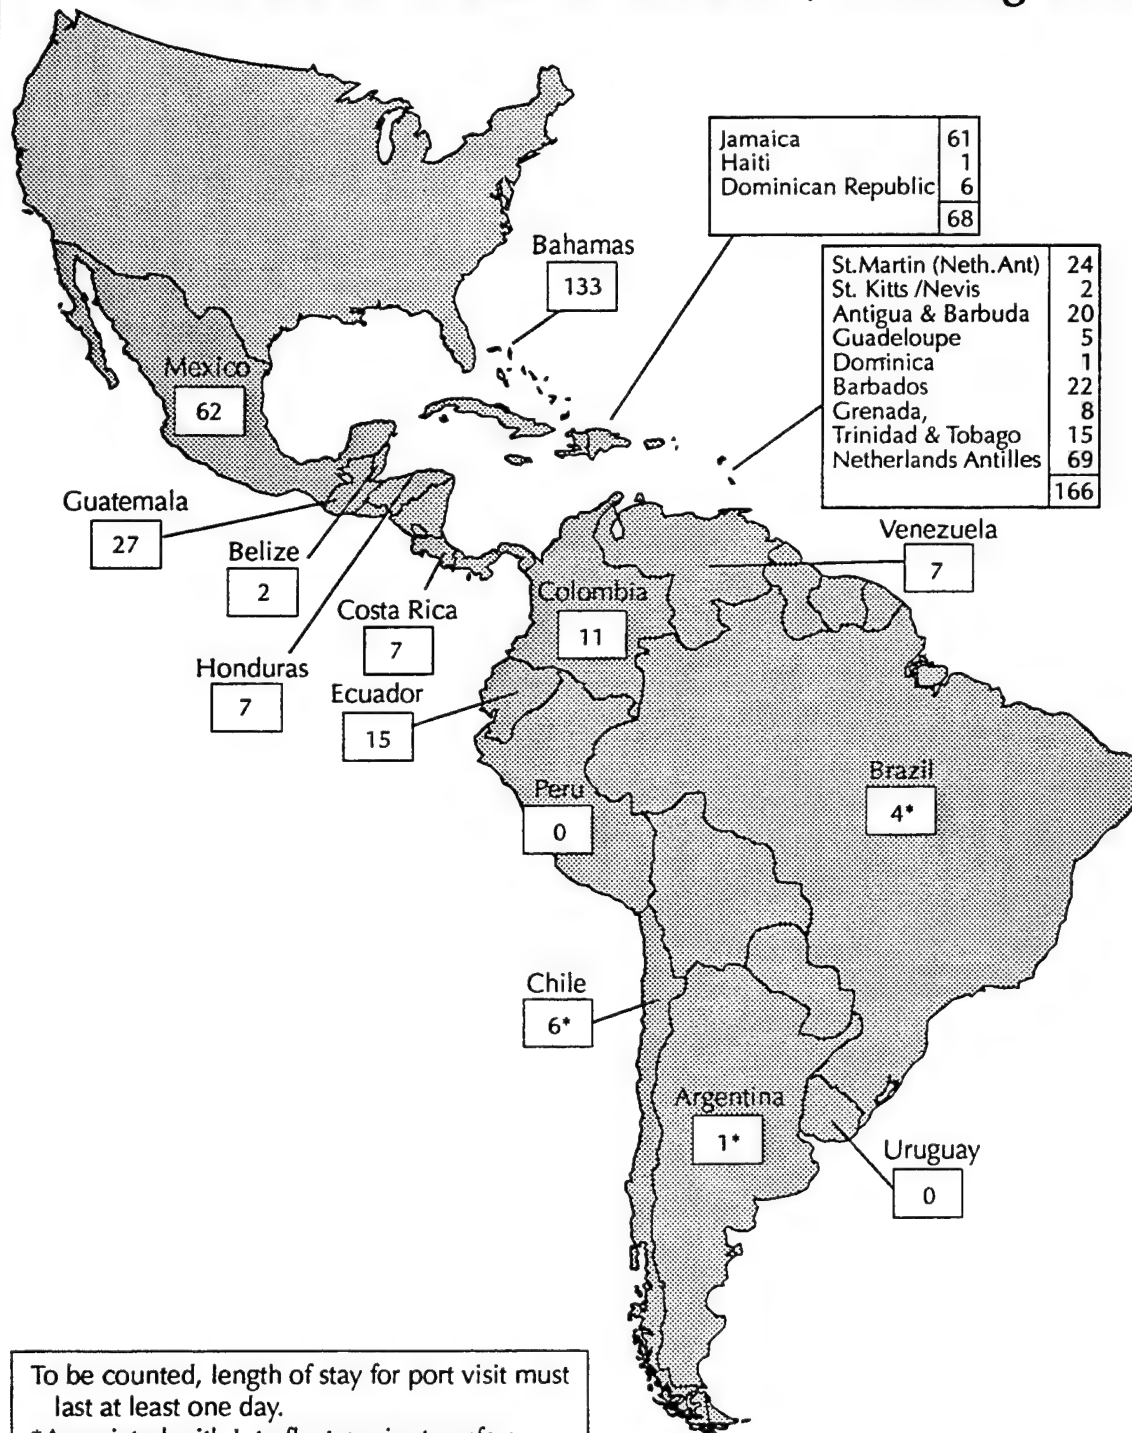 Jamaica 61
Haiti 1
Dominican Republic 6
68
Bahamas
133
St.Martin (Neth.Ant) 24
St. Kitts /Nevis 2
Antigua & Barbuda 20
Guadeloupe 5
Dominica 1
Barbados 22
Grenada, 8
Trinidad & Tobago 15
Netherlands Antilles 69
166
Mexico
62
Guatemala
27
Belize
2
Venezuela
7
Costa Rica
7
Colombia
11
Honduras
7
Ecuador
15
Peru
0
Brazil
4*
Chile
6*
Argentina
1*
Uruguay
0
To be counted, length of stay for port visit must
last at least one day.